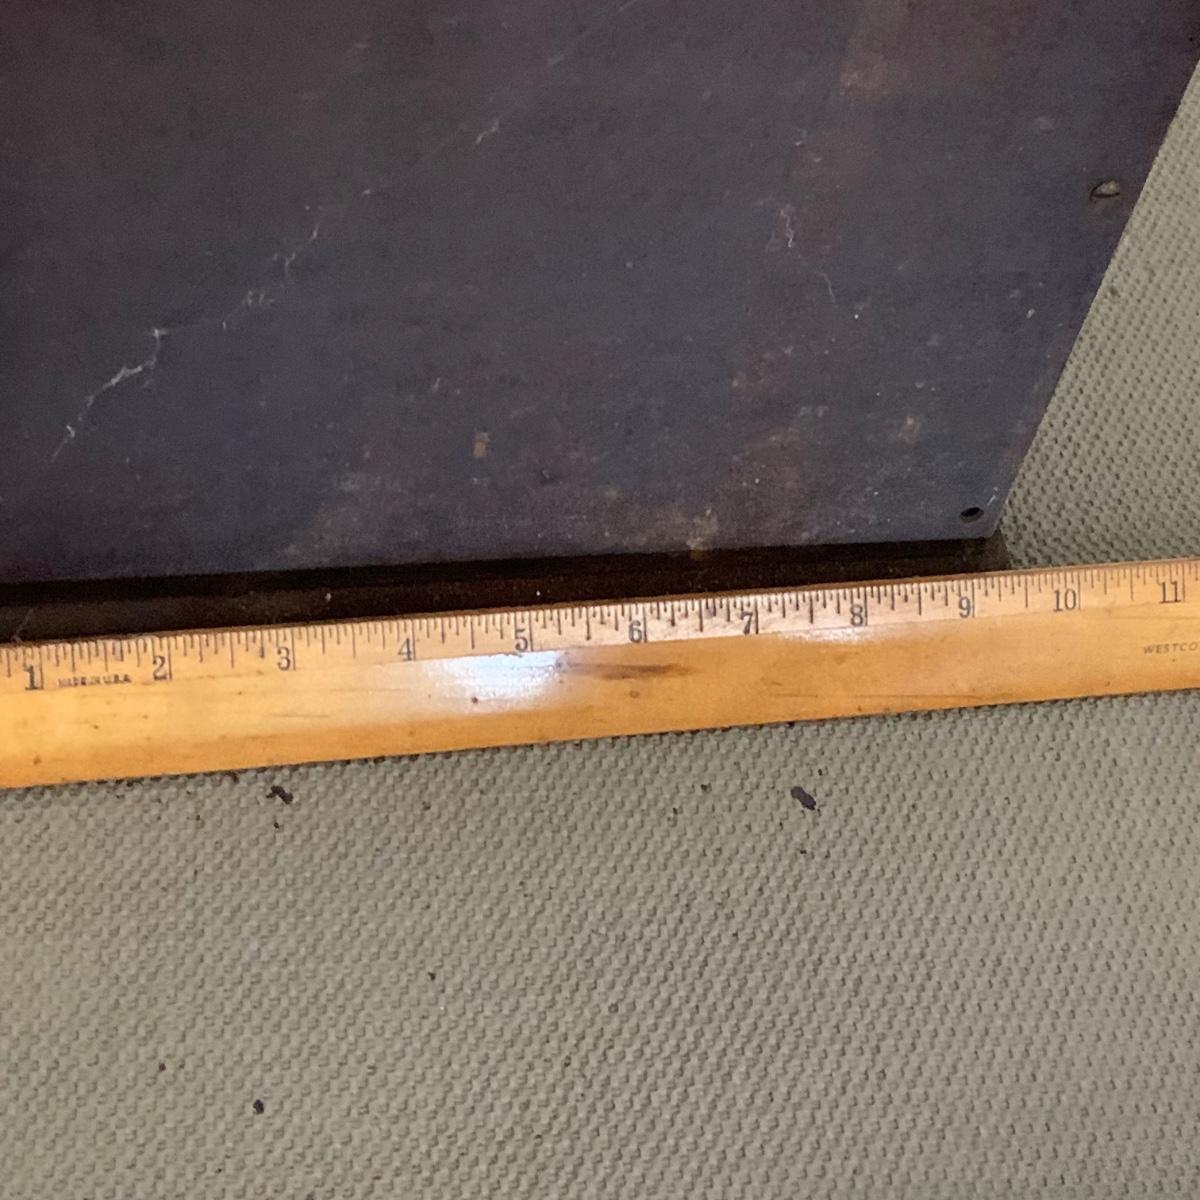 1 2 3 4 5 6 7 8 9 10 11
MADE IN U.S.A.
WESTCO